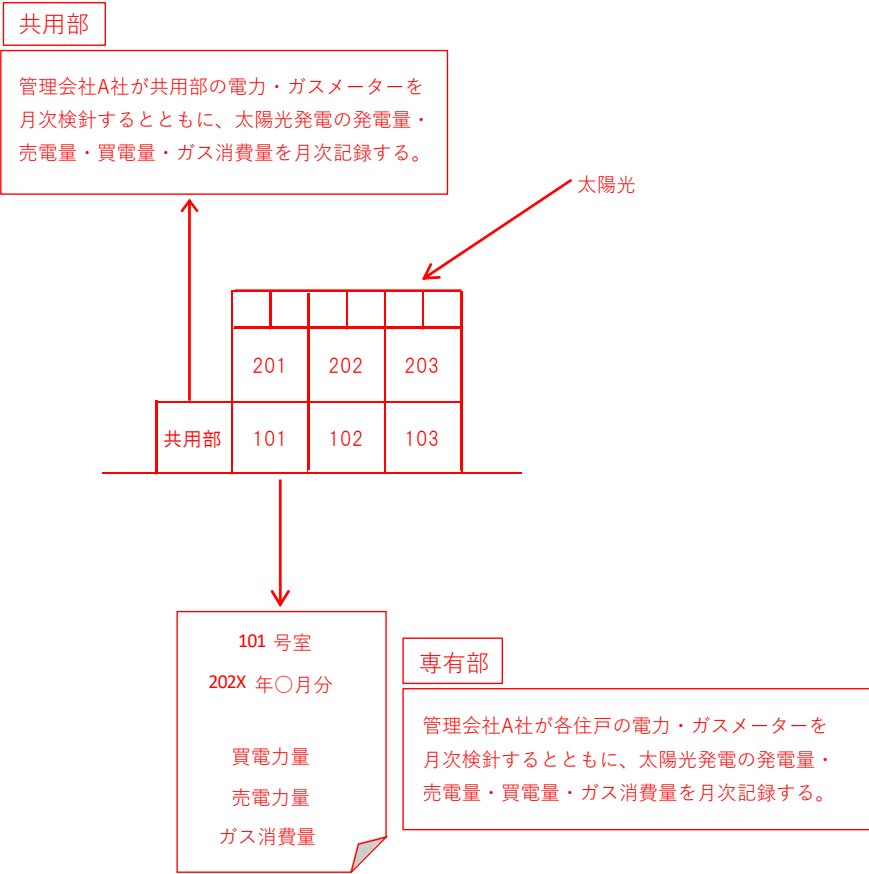 共用部
管理会社A社が共用部の電力・ガスメーターを
月次検針するとともに、太陽光発電の発電量・
売電量・買電量・ガス消費量を月次記録する。
太陽光
201 202 203
共用部 101 102 103
101 号室
202X 年〇月分
買電力量
売電力量
ガス消費量
専有部
管理会社A社が各住戸の電力・ガスメーターを
月次検針するとともに、太陽光発電の発電量・
売電量・買電量・ガス消費量を月次記録する。